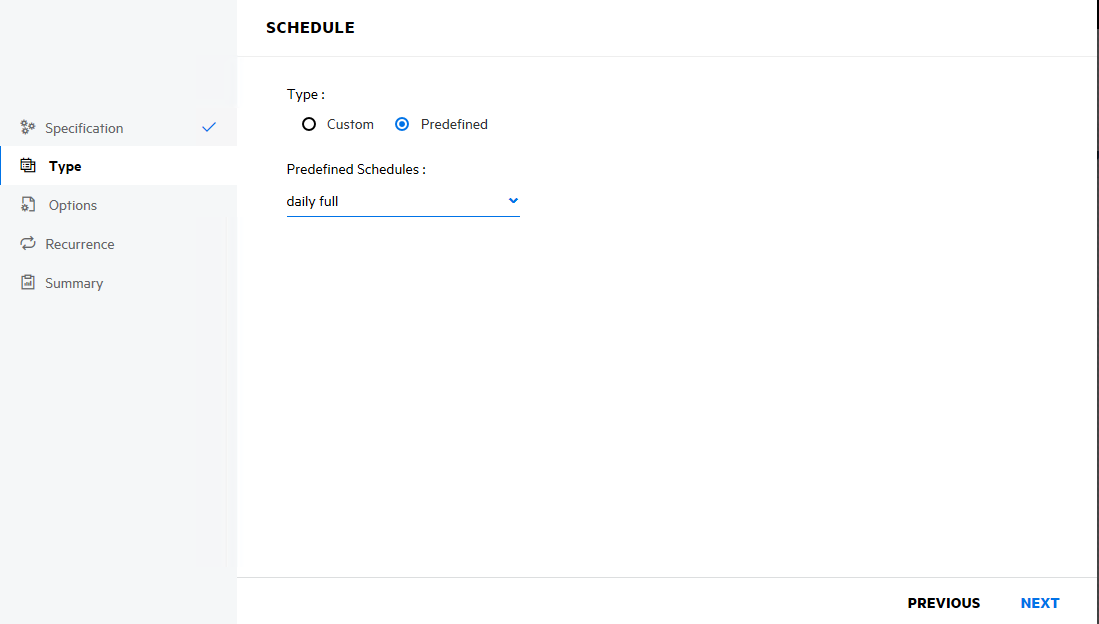 SCHEDULE
Specification
Type
Options
Recurrence
Summary
Type :
Custom Predefined
Predefined Schedules :
daily full
PREVIOUS NEXT